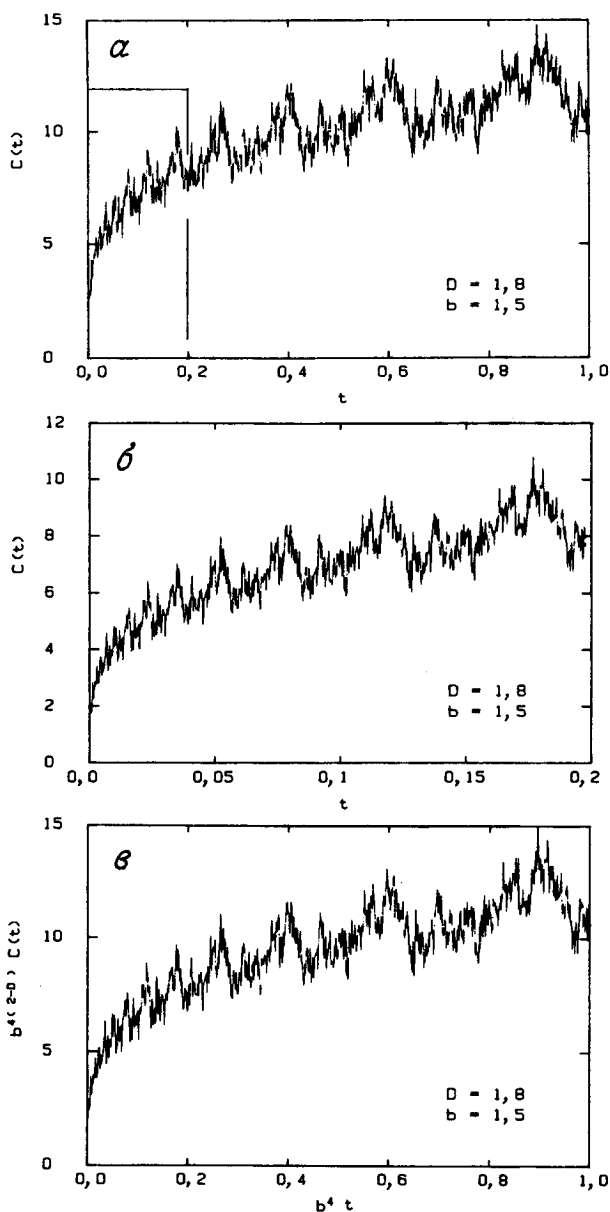 а
15
10
5
0
C(t)
D = 1,8
b = 1,5
0,0 0,2 0,4 0,6 0,8 1,0
t
б
12
10
8
6
4
2
0
C(t)
D = 1,8
b = 1,5
0,0 0,05 0,1 0,15 0,2
t
в
15
10
5
0
b⁴⁽²⁻ᴰ⁾ C(t)
D = 1,8
b = 1,5
0,0 0,2 0,4 0,6 0,8 1,0
b⁴ t